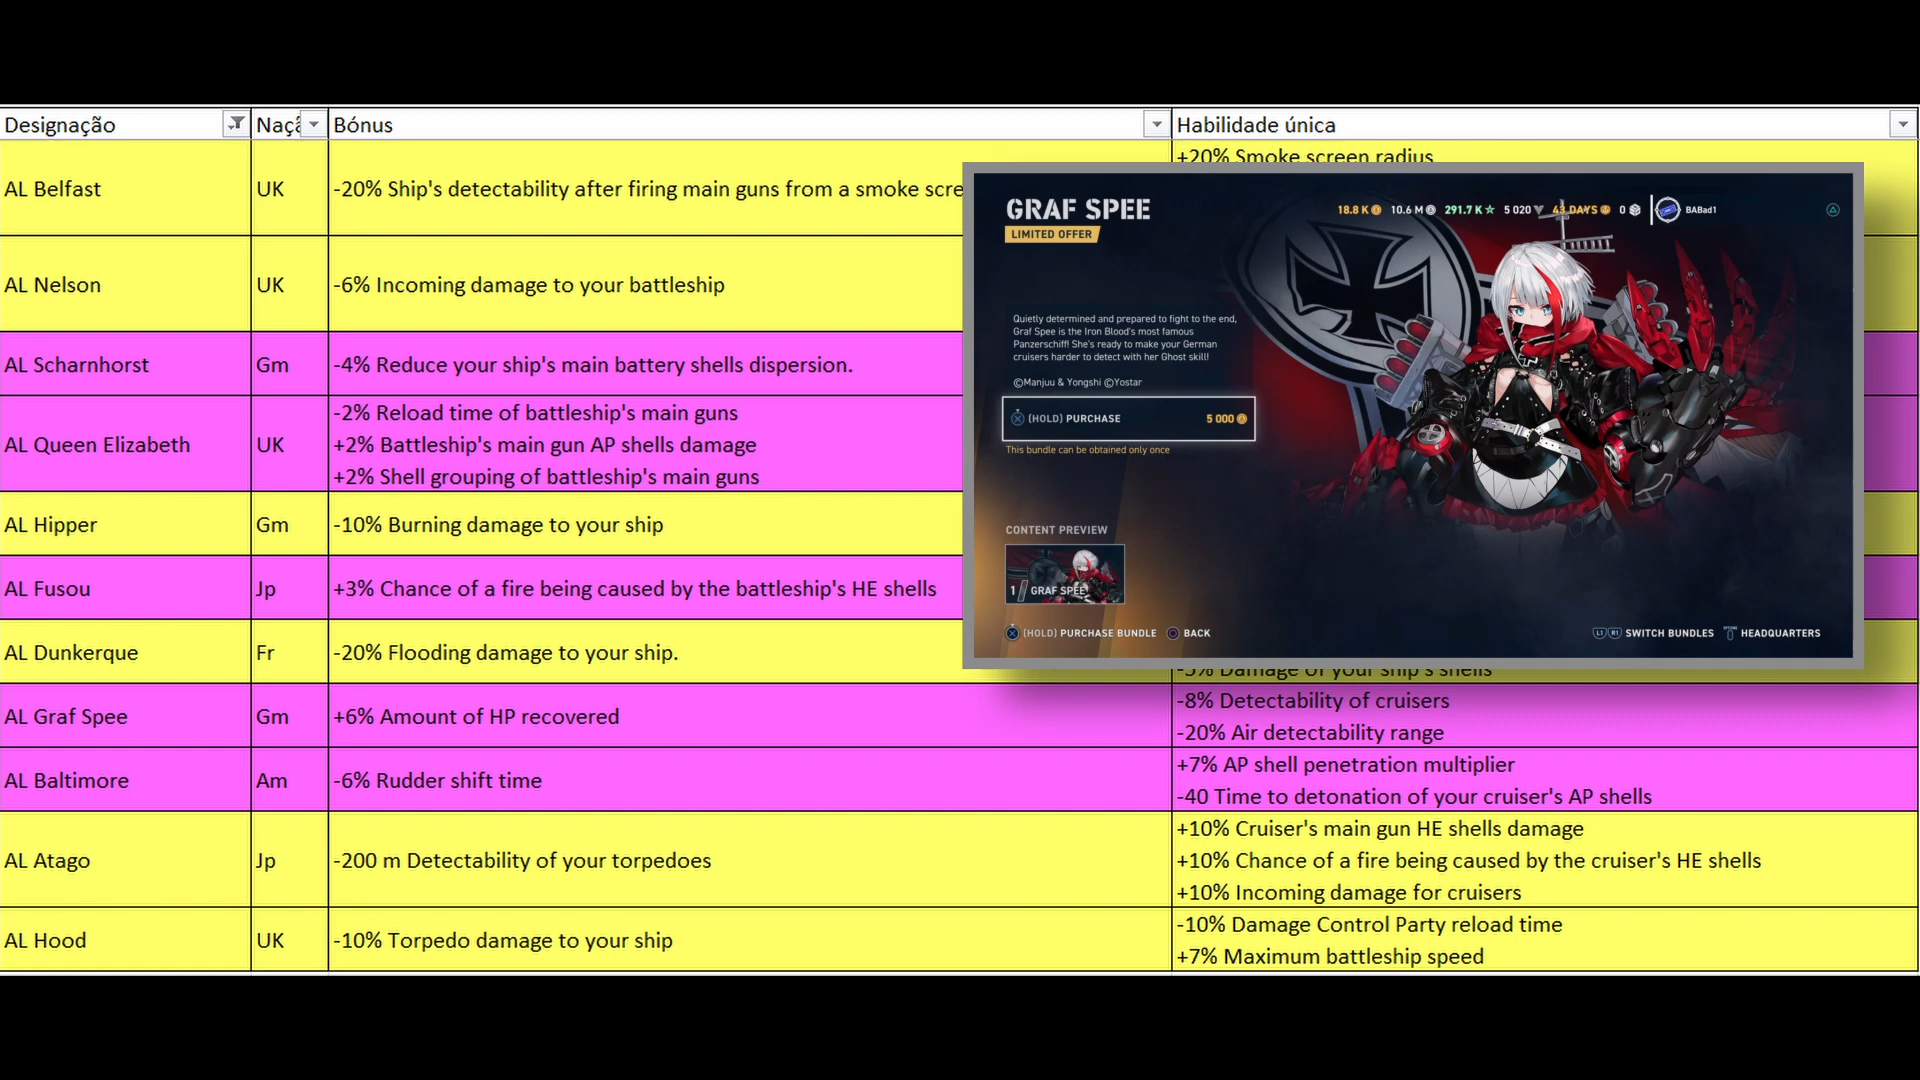 Designação Naçã Bónus Habilidade única
+20% Smoke screen radius
AL Belfast UK -20% Ship's detectability after firing main guns from a smoke scre
AL Nelson UK -6% Incoming damage to your battleship
AL Scharnhorst Gm -4% Reduce your ship's main battery shells dispersion.
-2% Reload time of battleship's main guns
AL Queen Elizabeth UK +2% Battleship's main gun AP shells damage
+2% Shell grouping of battleship's main guns
AL Hipper Gm -10% Burning damage to your ship
AL Fusou Jp +3% Chance of a fire being caused by the battleship's HE shells
AL Dunkerque Fr -20% Flooding damage to your ship.
GRAF SPEE
LIMITED OFFER
18.8 K 10.6 M 291.7 K 5 020 43 DAYS 0 BABad1
Quietly determined and prepared to fight to the end,
Graf Spee is the Iron Blood's most famous
Panzerschiff! She's ready to make your German
cruisers harder to detect with her Ghost skill!
©Manjuu & Yongshi ©Yostar
(HOLD) PURCHASE 5 000
This bundle can be obtained only once
CONTENT PREVIEW
1 / GRAF SPEE
(HOLD) PURCHASE BUNDLE BACK
L1 R1 SWITCH BUNDLES OPTIONS HEADQUARTERS
-5% Damage of your ship's shells
AL Graf Spee Gm +6% Amount of HP recovered
-8% Detectability of cruisers
-20% Air detectability range
AL Baltimore Am -6% Rudder shift time
+7% AP shell penetration multiplier
-40 Time to detonation of your cruiser's AP shells
AL Atago Jp -200 m Detectability of your torpedoes
+10% Cruiser's main gun HE shells damage
+10% Chance of a fire being caused by the cruiser's HE shells
+10% Incoming damage for cruisers
AL Hood UK -10% Torpedo damage to your ship
-10% Damage Control Party reload time
+7% Maximum battleship speed